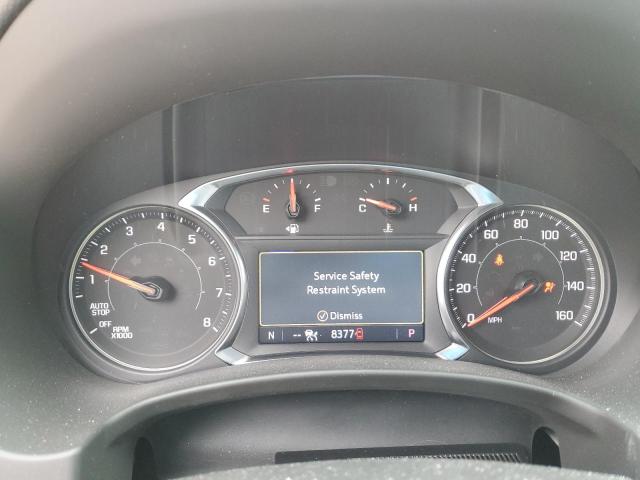 E F C H
1 2 3 4 5 6 7 8
AUTO
STOP
OFF
RPM
X1000
Service Safety
Restraint System
Dismiss
N -- 8377 P
0 20 40 60 80 100 120 140 160
MPH